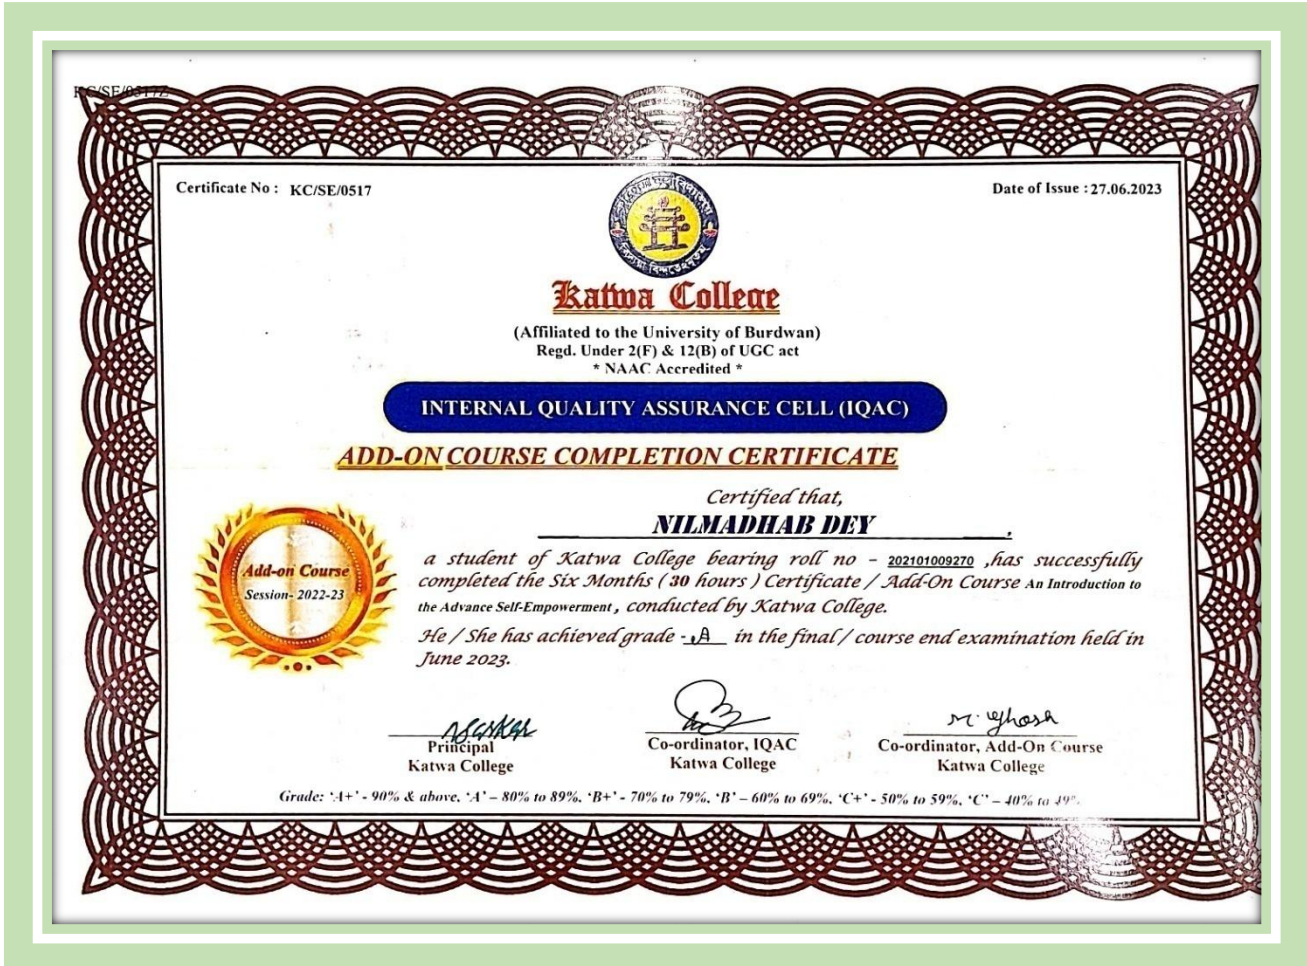 KC/SE/0517Z
Certificate No : KC/SE/0517
Date of Issue : 27.06.2023
Katwa College
(Affiliated to the University of Burdwan)
Regd. Under 2(F) & 12(B) of UGC act
* NAAC Accredited *
INTERNAL QUALITY ASSURANCE CELL (IQAC)
ADD-ON COURSE COMPLETION CERTIFICATE
Certified that,
NILMADHAB DEY .
Add-on Course
Session- 2022-23
a student of Katwa College bearing roll no - 202101009270 ,has successfully
completed the Six Months ( 30 hours ) Certificate / Add-On Course An Introduction to
the Advance Self-Empowerment , conducted by Katwa College.
He / She has achieved grade - A in the final / course end examination held in
June 2023.
Principal
Katwa College
Co-ordinator, IQAC
Katwa College
M. Ghosh
Co-ordinator, Add-On Course
Katwa College
Grade: 'A+' - 90% & above, 'A' – 80% to 89%, 'B+' - 70% to 79%, 'B' – 60% to 69%, 'C+' - 50% to 59%, 'C' – 40% to 49%.